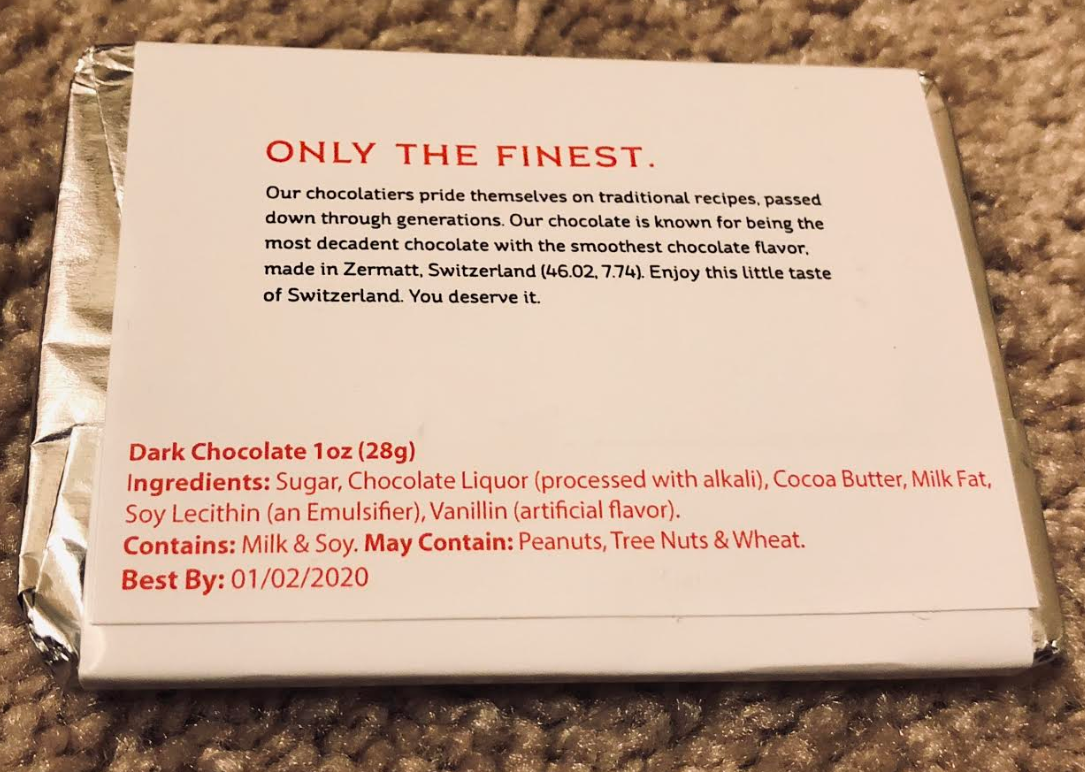 ONLY THE FINEST.
Our chocolatiers pride themselves on traditional recipes, passed
down through generations. Our chocolate is known for being the
most decadent chocolate with the smoothest chocolate flavor,
made in Zermatt, Switzerland (46.02, 7.74). Enjoy this little taste
of Switzerland. You deserve it.
Dark Chocolate 1oz (28g)
Ingredients: Sugar, Chocolate Liquor (processed with alkali), Cocoa Butter, Milk Fat,
Soy Lecithin (an Emulsifier), Vanillin (artificial flavor).
Contains: Milk & Soy. May Contain: Peanuts, Tree Nuts & Wheat.
Best By: 01/02/2020